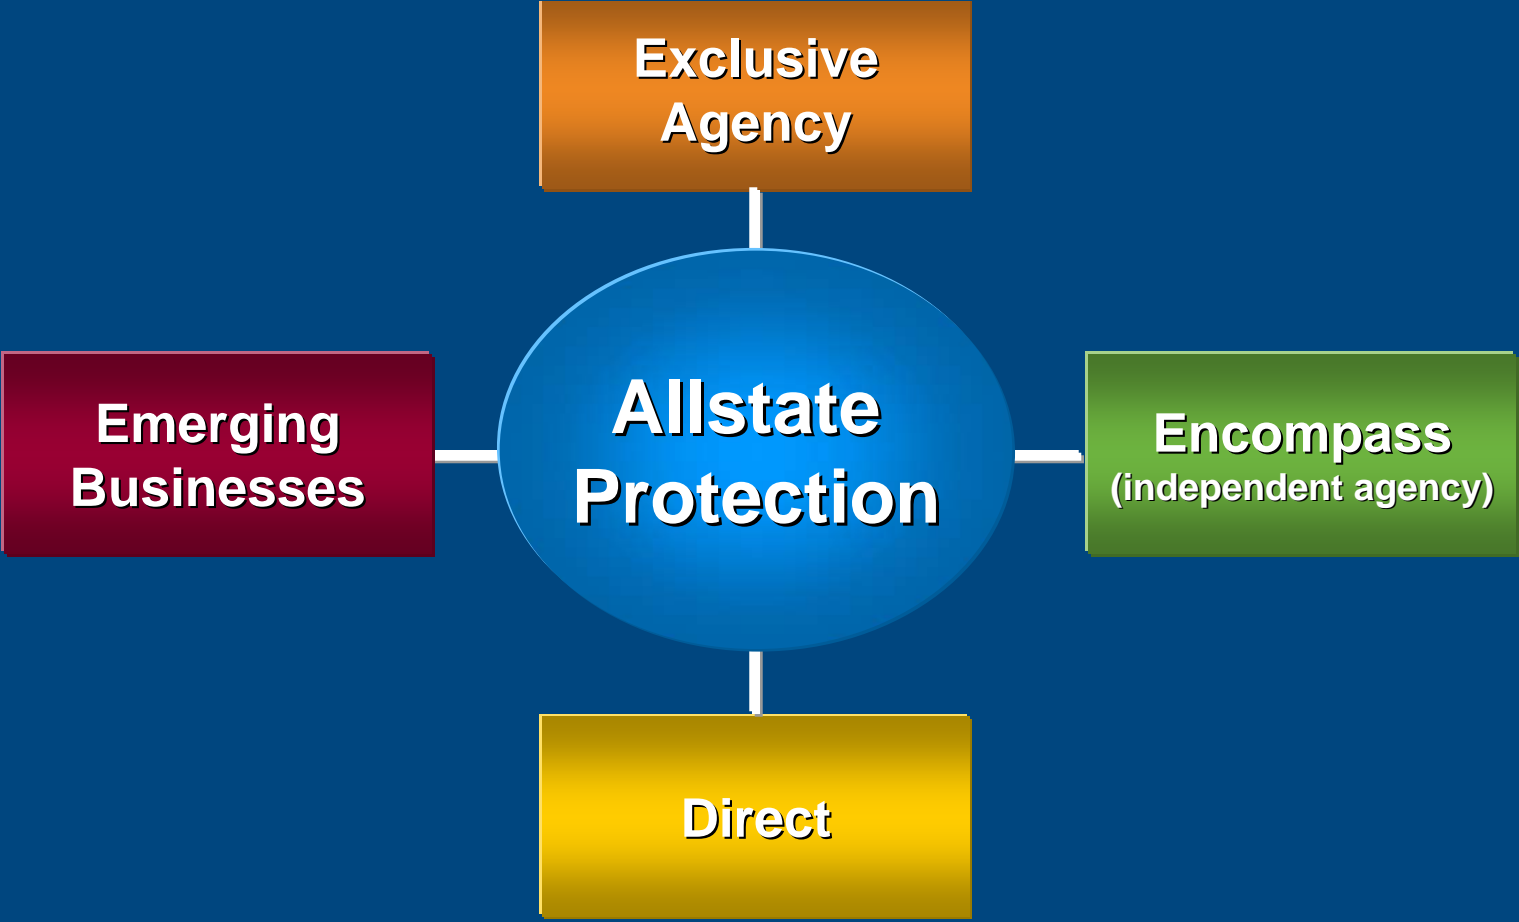 Exclusive
Agency
Emerging
Businesses
Allstate
Protection
Encompass
(independent agency)
Direct